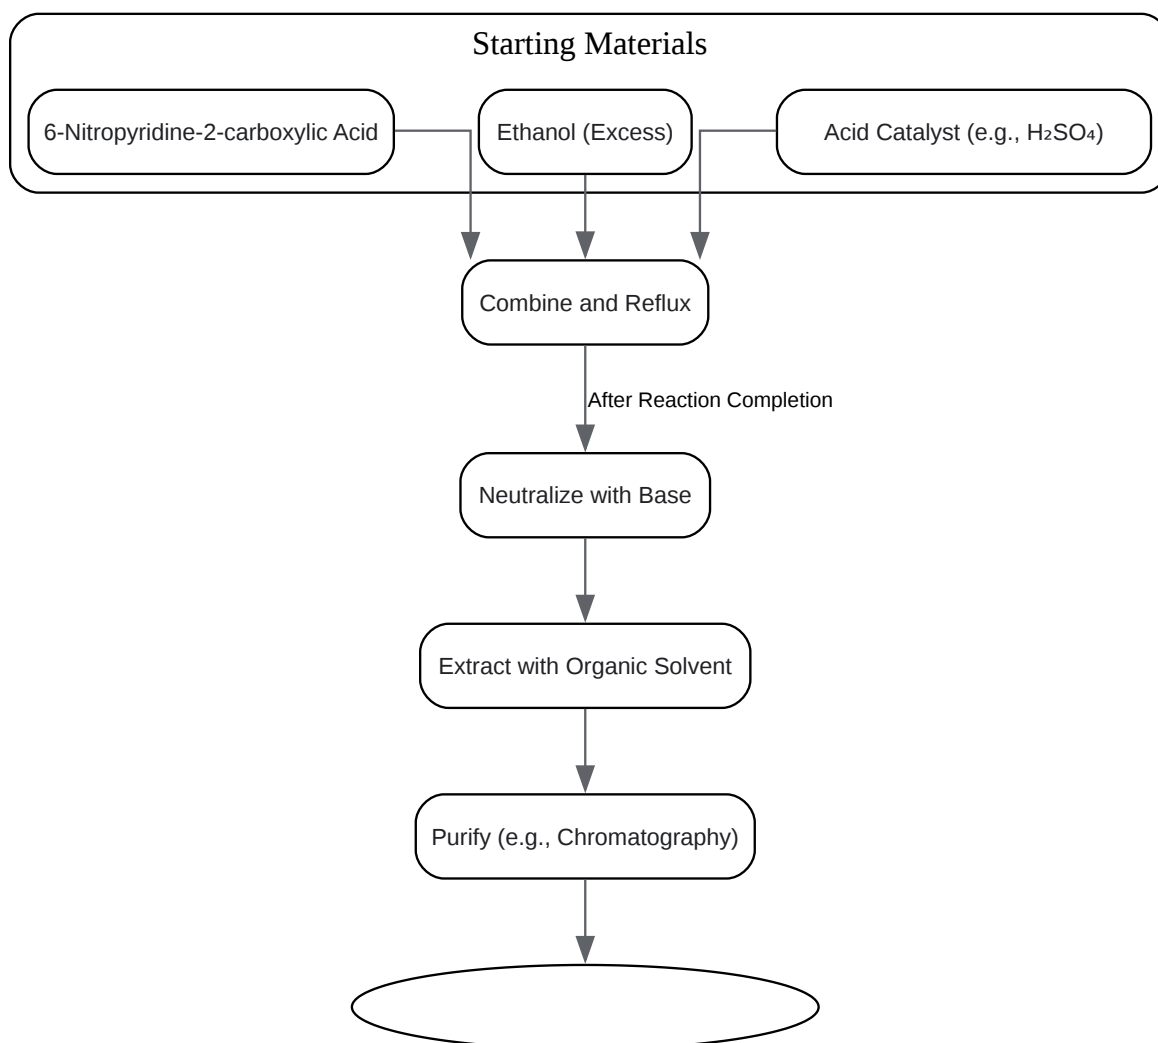 Starting Materials
6-Nitropyridine-2-carboxylic Acid
Ethanol (Excess)
Acid Catalyst (e.g., H₂SO₄)
Combine and Reflux
After Reaction Completion
Neutralize with Base
Extract with Organic Solvent
Purify (e.g., Chromatography)